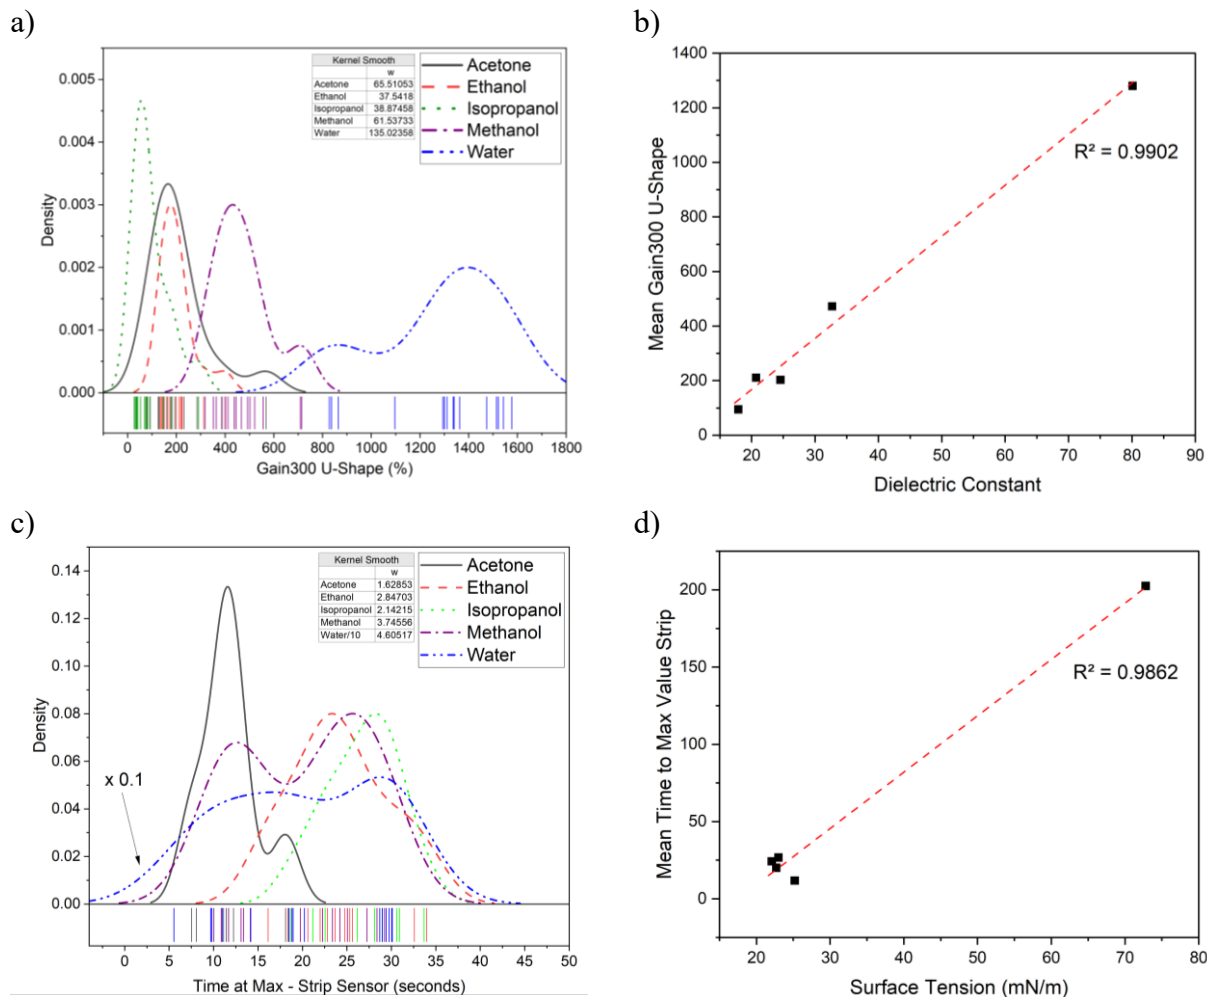 a)
Kernel Smooth
w
Acetone 65.51053
Ethanol 37.5418
Isopropanol 38.87458
Methanol 61.53733
Water 135.02358
Acetone
Ethanol
Isopropanol
Methanol
Water
0.005
0.004
0.003
0.002
0.001
0.000
Density
0 200 400 600 800 1000 1200 1400 1600 1800
Gain300 U-Shape (%)
b)
1400
1200
1000
800
600
400
200
0
Mean Gain300 U-Shape
R² = 0.9902
20 30 40 50 60 70 80 90
Dielectric Constant
c)
Kernel Smooth
w
Acetone 1.62853
Ethanol 2.84703
Isopropanol 2.14215
Methanol 3.74556
Water/10 4.60517
Acetone
Ethanol
Isopropanol
Methanol
Water
0.14
0.12
0.10
0.08
0.06
0.04
0.02
0.00
Density
x 0.1
0 5 10 15 20 25 30 35 40 45 50
Time at Max - Strip Sensor (seconds)
d)
200
150
100
50
0
Mean Time to Max Value Strip
R² = 0.9862
20 30 40 50 60 70 80
Surface Tension (mN/m)